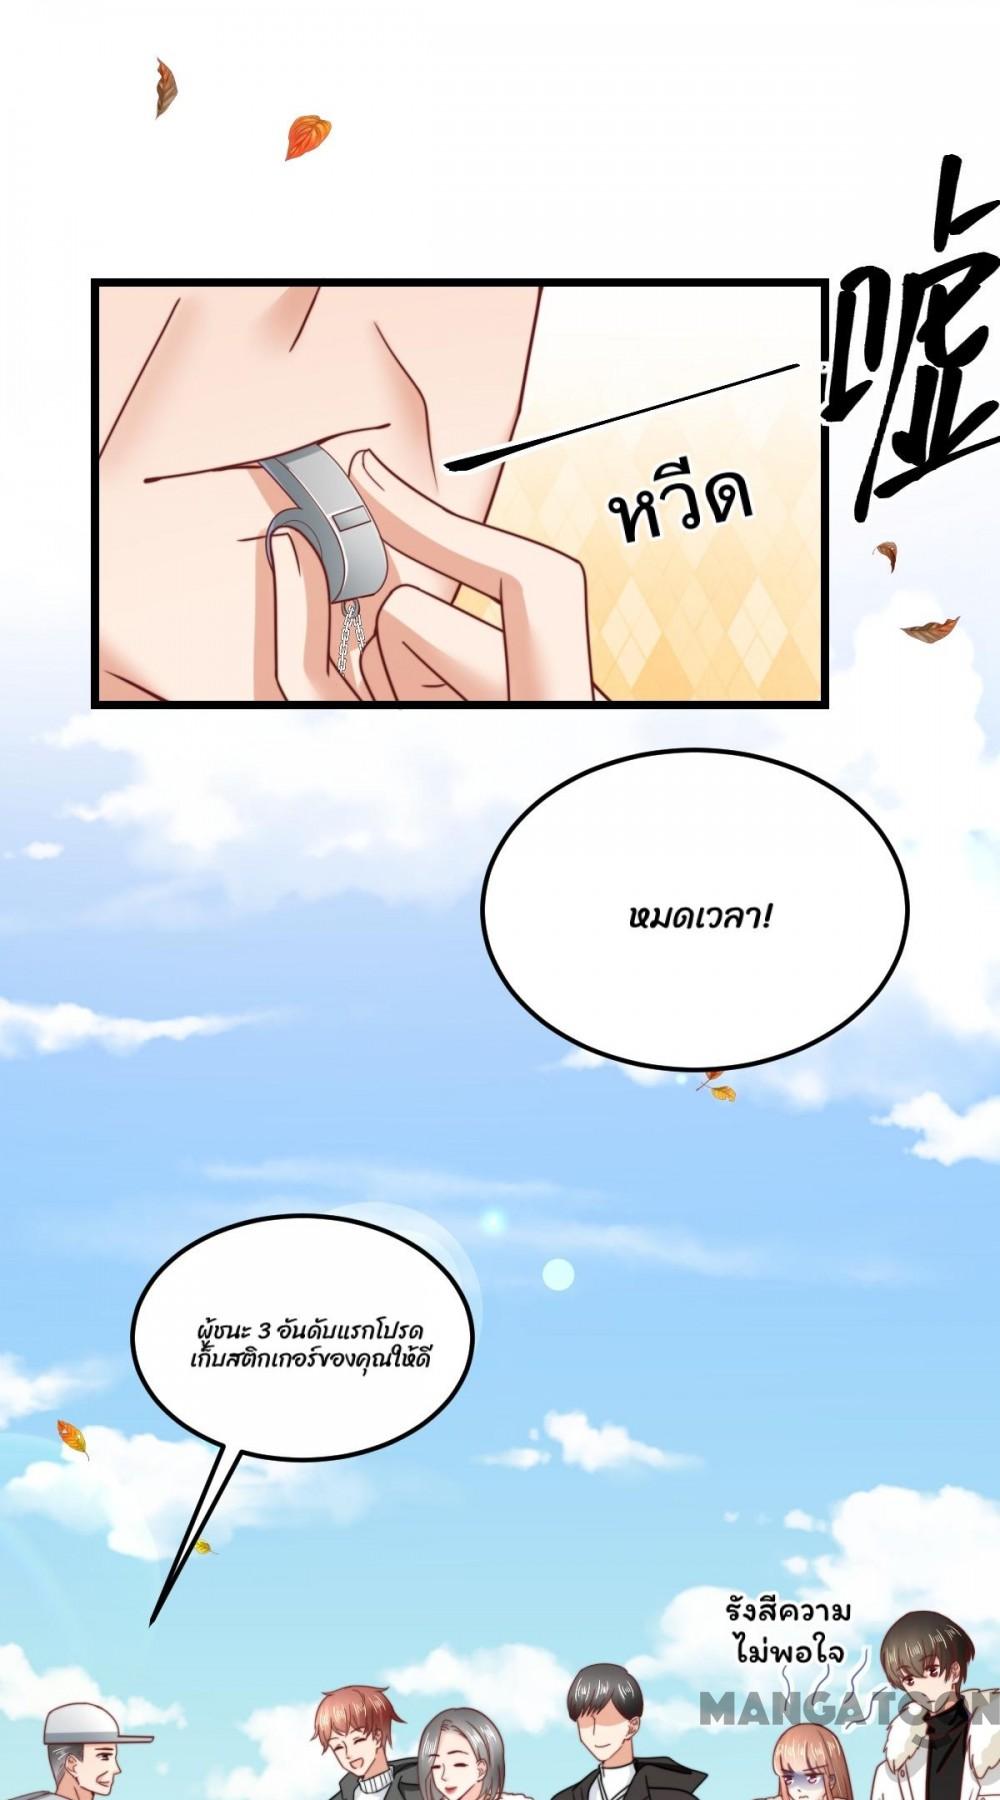 嘘
หวีด
หมดเวลา!
ผู้ชนะ 3 อันดับแรกโปรด
เก็บสติกเกอร์ของคุณให้ดี
รังสีความ
ไม่พอใจ
MANGATOON